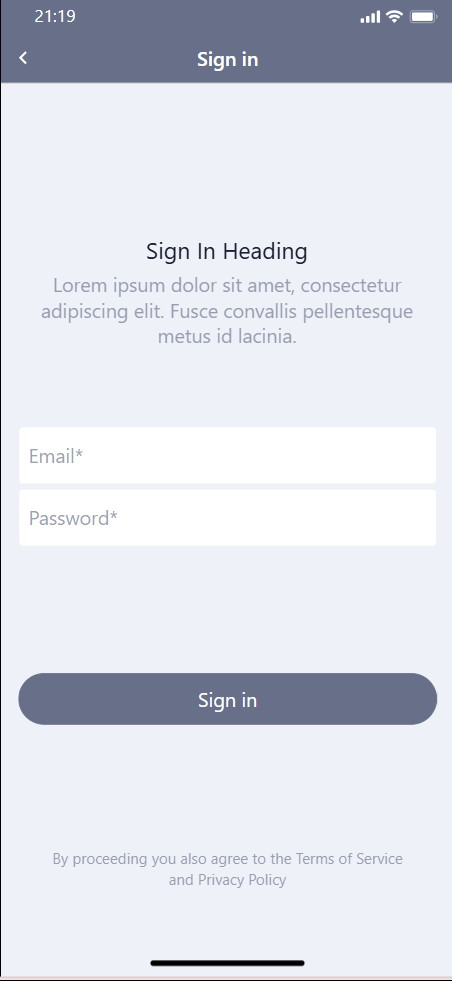 21:19
Sign in
Sign In Heading
Lorem ipsum dolor sit amet, consectetur
adipiscing elit. Fusce convallis pellentesque
metus id lacinia.
Email*
Password*
Sign in
By proceeding you also agree to the Terms of Service
and Privacy Policy